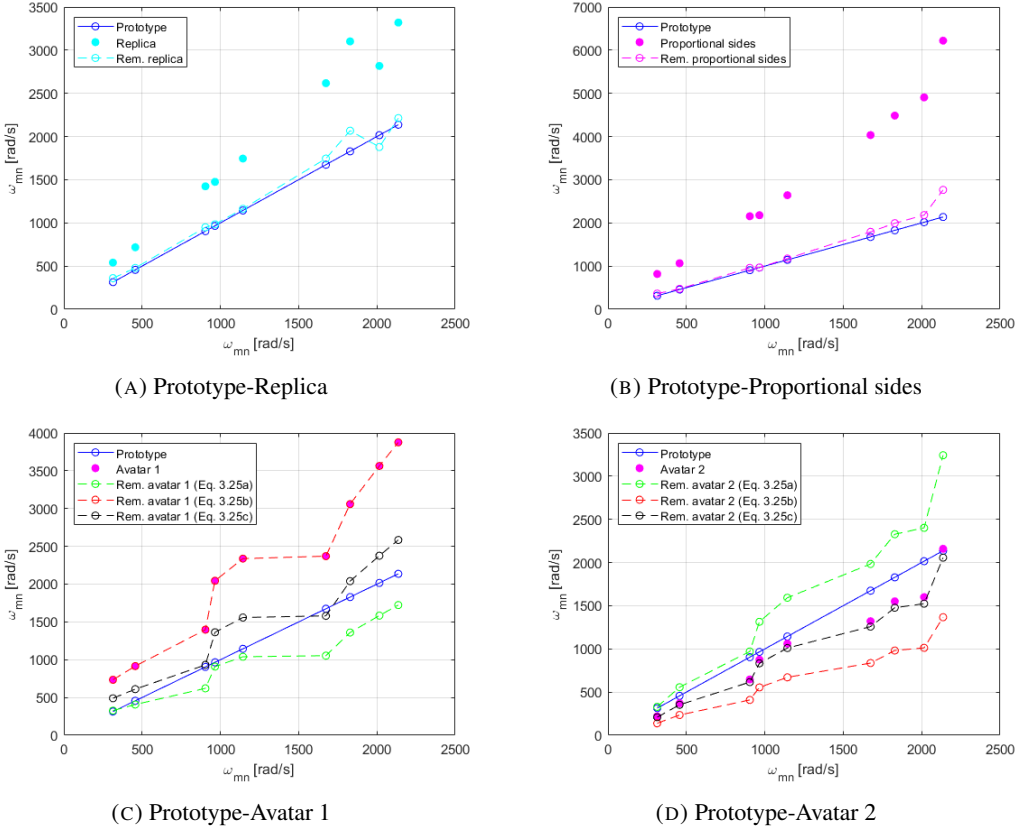 3500
3000
2500
2000
1500
1000
500
0
ω_mn [rad/s]
Prototype
Replica
Rem. replica
0 500 1000 1500 2000 2500
ω_mn [rad/s]
(A) Prototype-Replica
7000
6000
5000
4000
3000
2000
1000
0
ω_mn [rad/s]
Prototype
Proportional sides
Rem. proportional sides
0 500 1000 1500 2000 2500
ω_mn [rad/s]
(B) Prototype-Proportional sides
4000
3500
3000
2500
2000
1500
1000
500
0
ω_mn [rad/s]
Prototype
Avatar 1
Rem. avatar 1 (Eq. 3.25a)
Rem. avatar 1 (Eq. 3.25b)
Rem. avatar 1 (Eq. 3.25c)
0 500 1000 1500 2000 2500
ω_mn [rad/s]
(C) Prototype-Avatar 1
3500
3000
2500
2000
1500
1000
500
0
ω_mn [rad/s]
Prototype
Avatar 2
Rem. avatar 2 (Eq. 3.25a)
Rem. avatar 2 (Eq. 3.25b)
Rem. avatar 2 (Eq. 3.25c)
0 500 1000 1500 2000 2500
ω_mn [rad/s]
(D) Prototype-Avatar 2